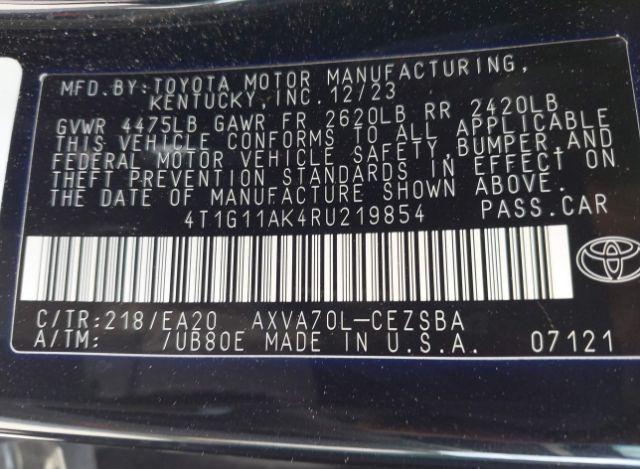 MFD.BY:TOYOTA MOTOR MANUFACTURING,
KENTUCKY,INC. 12/23
GVWR 4475LB GAWR FR 2620LB RR 2420LB
THIS VEHICLE CONFORMS TO ALL APPLICABLE
FEDERAL MOTOR VEHICLE SAFETY,BUMPER,AND
THEFT PREVENTION STANDARDS IN EFFECT ON
THE DATE OF MANUFACTURE SHOWN ABOVE.
4T1G11AK4RU219854 PASS.CAR
C/TR:218/EA20 AXVA70L-CEZSBA
A/TM: /UB80E MADE IN U.S.A. 07121